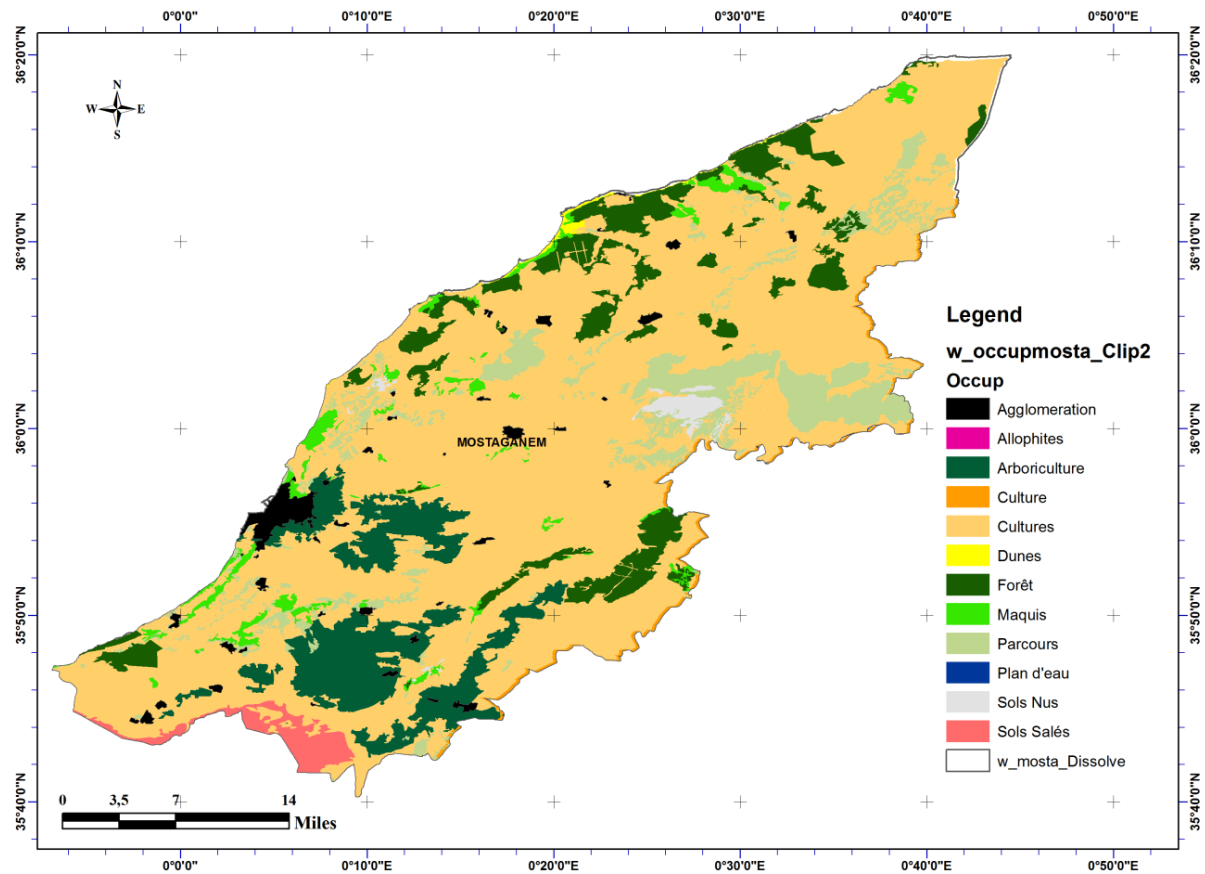 0°0'0" 0°10'0"E 0°20'0"E 0°30'0"E 0°40'0"E 0°50'0"E
36°20'0"N 36°20'0"N
N
W E
S
36°10'0"N 36°10'0"N
Legend
w_occupmosta_Clip2
Occup
Agglomeration
Allophites
Arboriculture
Culture
Cultures
Dunes
Forêt
Maquis
Parcours
Plan d'eau
Sols Nus
Sols Salés
w_mosta_Dissolve
36°0'0"N 36°0'0"N
MOSTAGANEM
35°50'0"N 35°50'0"N
35°40'0"N 35°40'0"N
0 3,5 7 14
Miles
0°0'0" 0°10'0"E 0°20'0"E 0°30'0"E 0°40'0"E 0°50'0"E